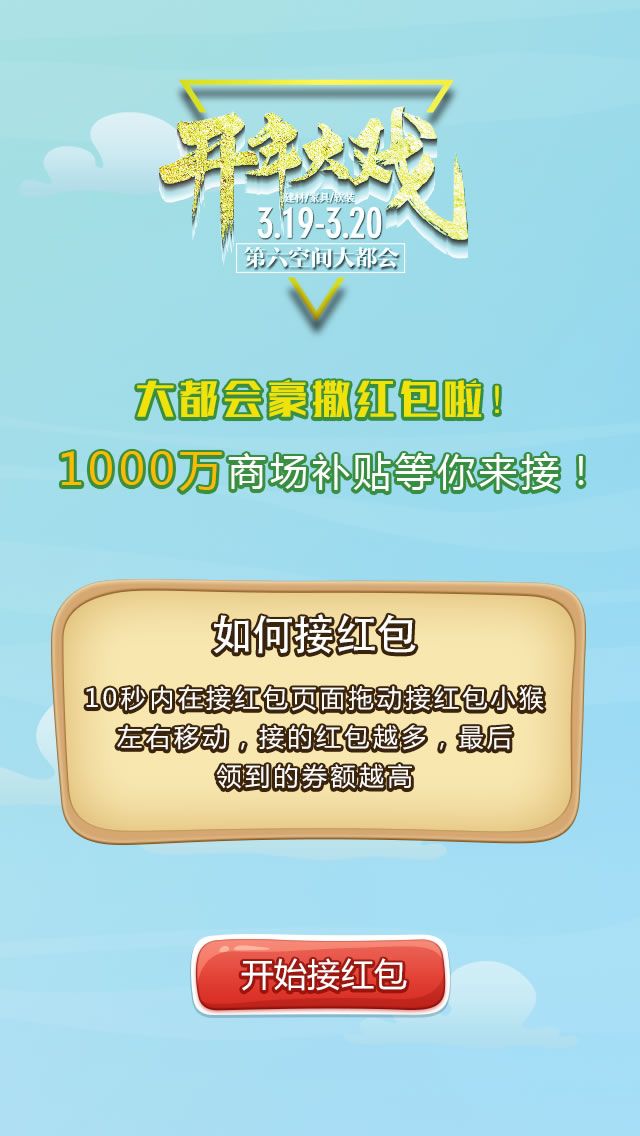 开年大戏
建材/家具/软装
3.19-3.20
第六空间大都会
大都会豪撒红包啦！
1000万商场补贴等你来接！
如何接红包
10秒内在接红包页面拖动接红包小猴
左右移动，接的红包越多，最后
领到的券额越高
开始接红包